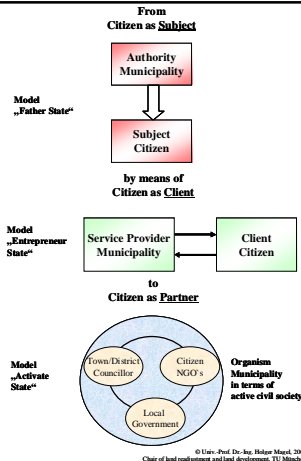 From
Citizen as Subject
Authority
Municipality
Model
„Father State“
Subject
Citizen
by means of
Citizen as Client
Model
„Entrepreneur
State“
Service Provider
Municipality
Client
Citizen
to
Citizen as Partner
Model
„Activate
State“
Town/District
Councillor
Citizen
NGO's
Local
Government
Organism
Municipality
in terms of
active civil society
© Univ.-Prof. Dr.-Ing. Holger Magel,
Chair of land readjustment and land development, TU Münche